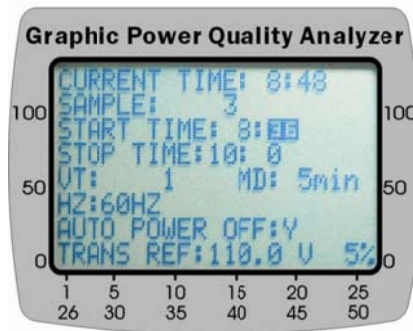 Graphic Power Quality Analyzer
CURRENT TIME: 8:48
SAMPLE: 3
START TIME: 8:
STOP TIME:10: 0
VT: 1 MD: 5min
HZ:60HZ
AUTO POWER OFF:Y
TRANS REF:110.0 V 5%
100 100
50 50
0 0
1 5 10 15 20 25
26 30 35 40 45 50